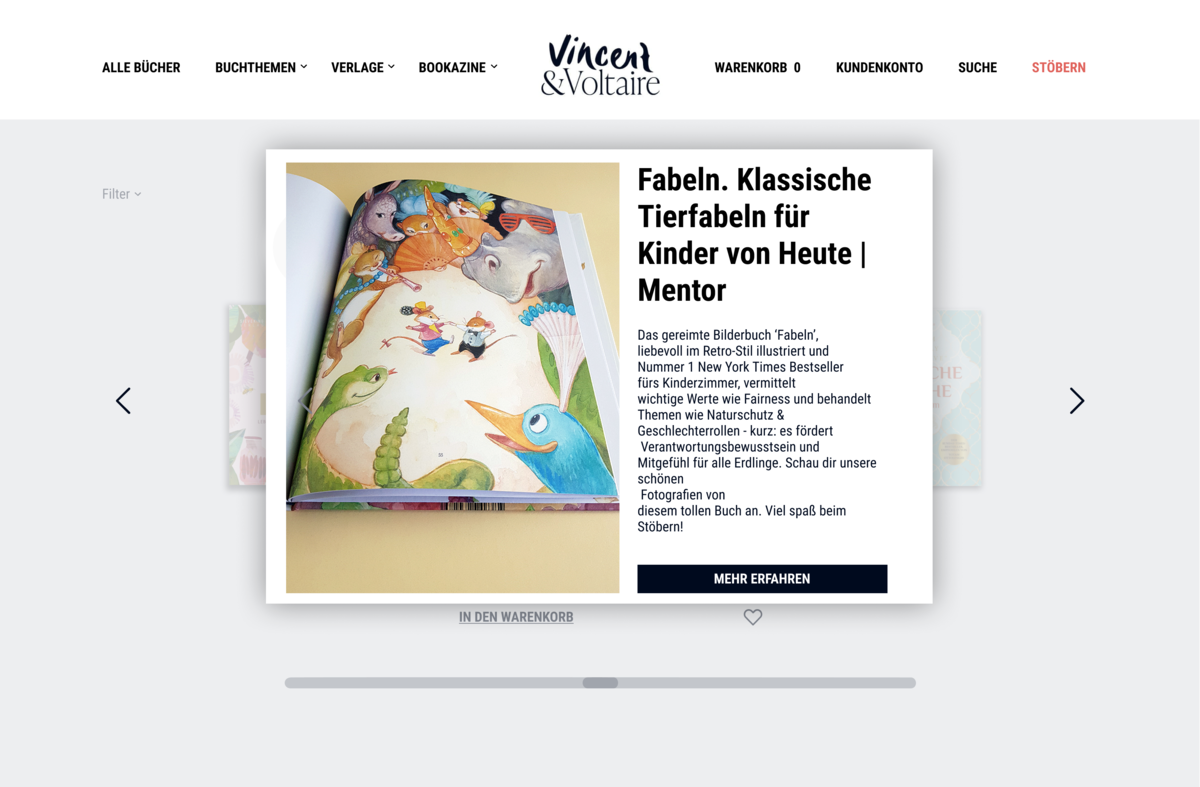 ALLE BÜCHER
BUCHTHEMEN
VERLAGE
BOOKAZINE
Vincent
&Voltaire
WARENKORB 0
KUNDENKONTO
SUCHE
STÖBERN
Filter
Fabeln. Klassische
Tierfabeln für
Kinder von Heute |
Mentor
Das gereimte Bilderbuch ‘Fabeln’,
liebevoll im Retro-Stil illustriert und
Nummer 1 New York Times Bestseller
fürs Kinderzimmer, vermittelt
wichtige Werte wie Fairness und behandelt
Themen wie Naturschutz &
Geschlechterrollen - kurz: es fördert
Verantwortungsbewusstsein und
Mitgefühl für alle Erdlinge. Schau dir unsere
schönen
Fotografien von
diesem tollen Buch an. Viel spaß beim
Stöbern!
MEHR ERFAHREN
IN DEN WARENKORB